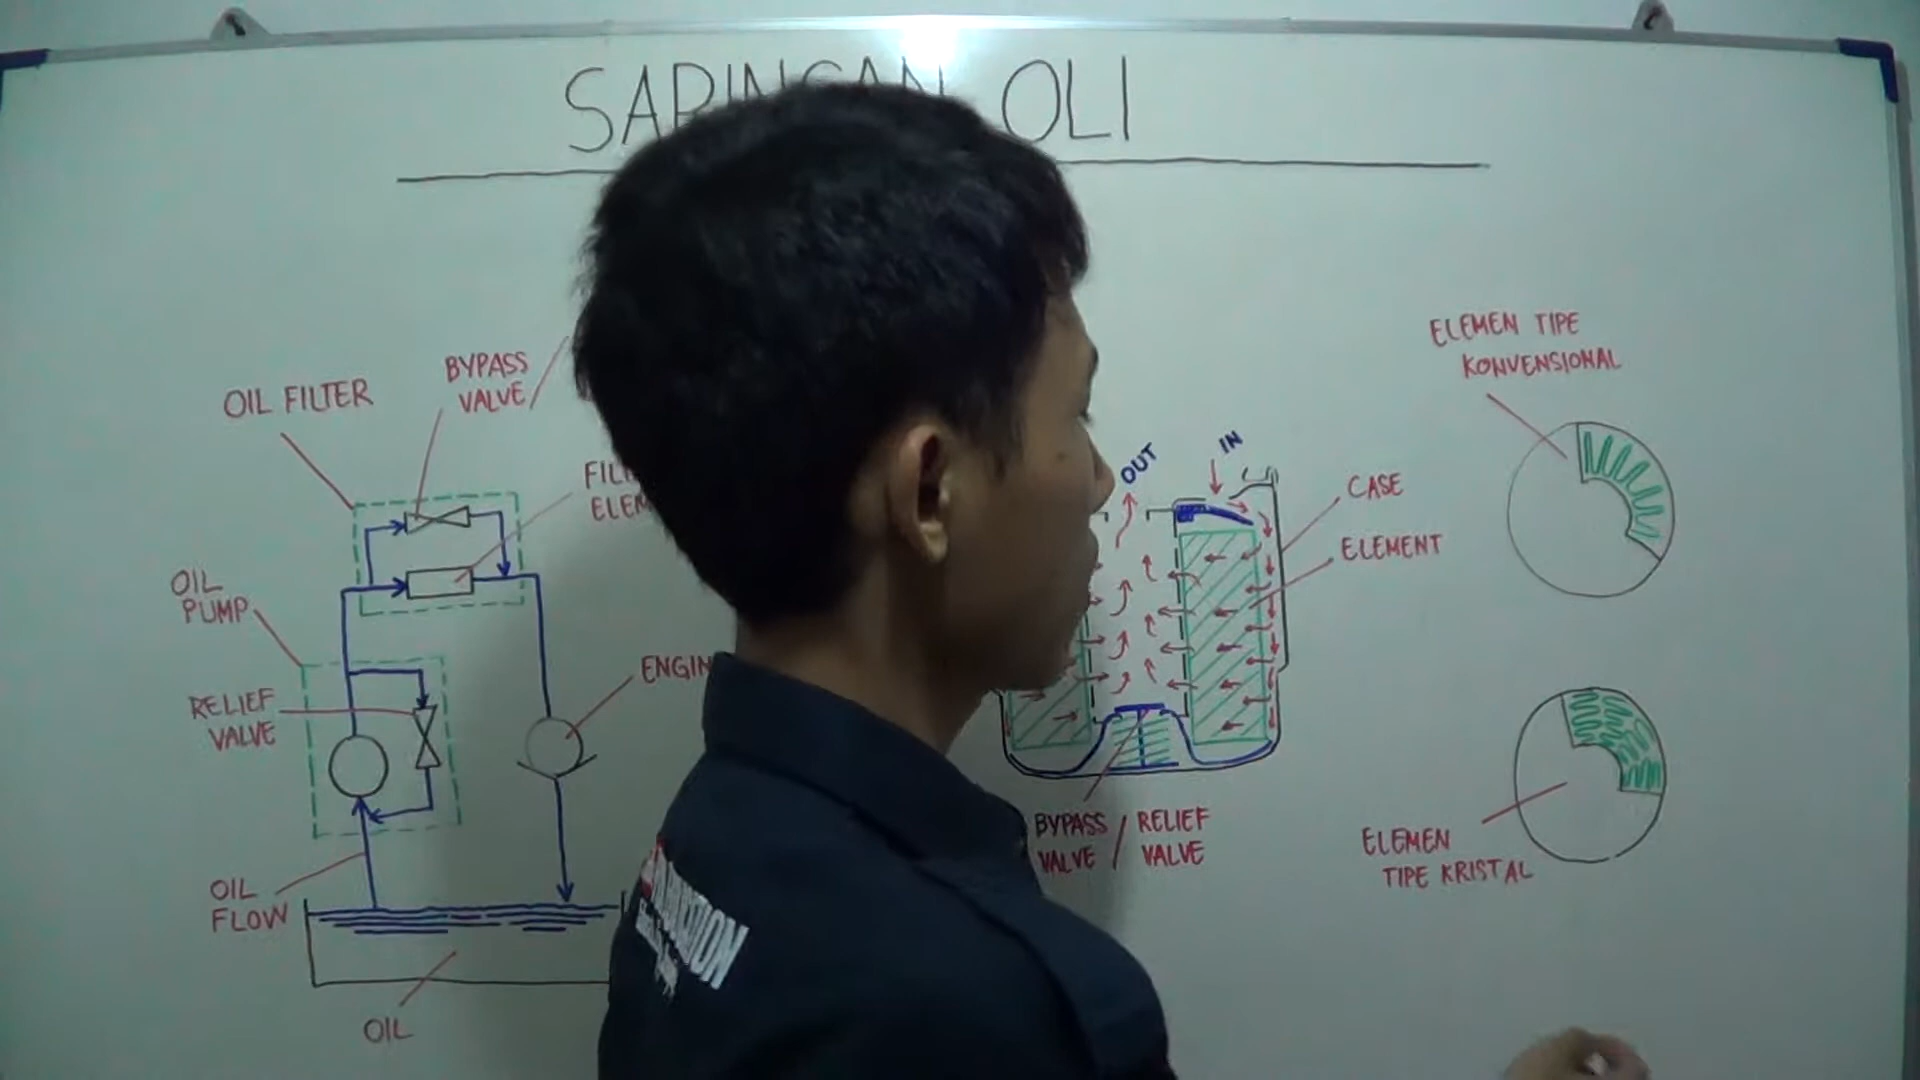 OLI
OIL FILTER
BYPASS
VALVE /
OIL
PUMP
RELIEF
VALVE
OIL
FLOW
OIL
OUT
IN
CASE
ELEMENT
BYPASS / RELIEF
VALVE VALVE
ELEMEN TIPE
KONVENSIONAL
ELEMEN
TIPE KRISTAL